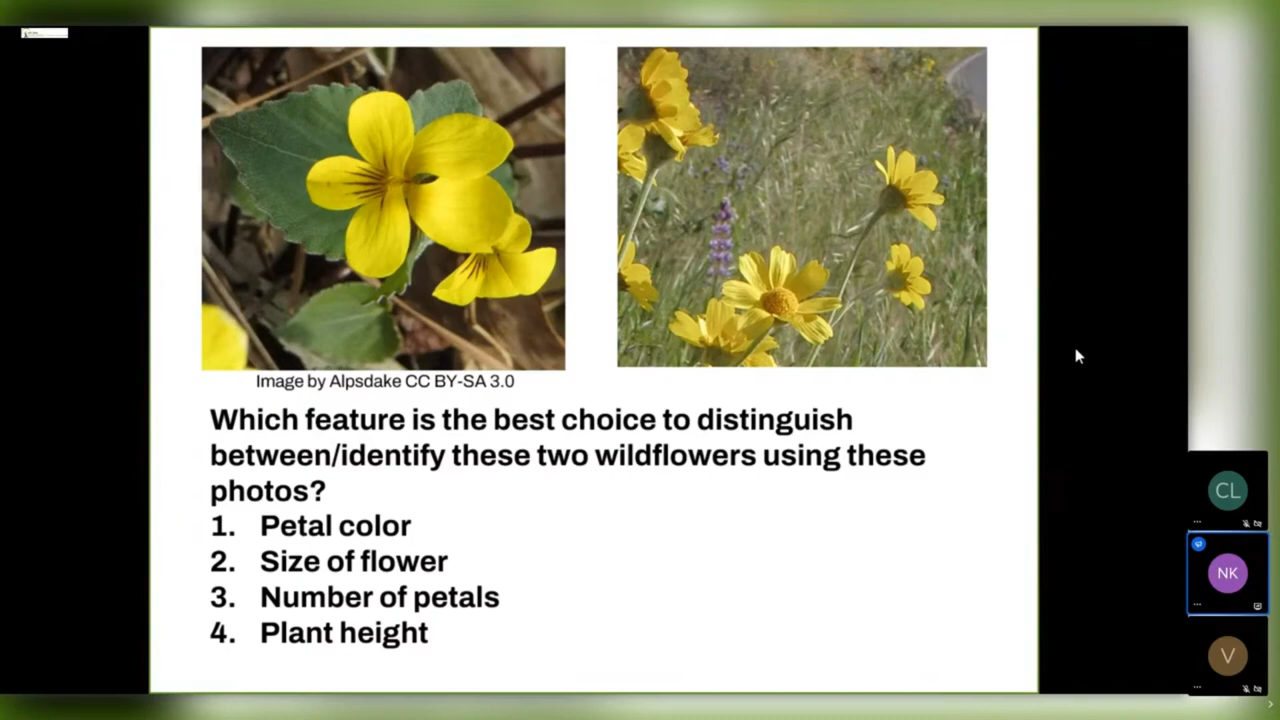 Image by Alpsdake CC BY-SA 3.0
Which feature is the best choice to distinguish
between/identify these two wildflowers using these
photos?
1. Petal color
2. Size of flower
3. Number of petals
4. Plant height
CL
NK
V